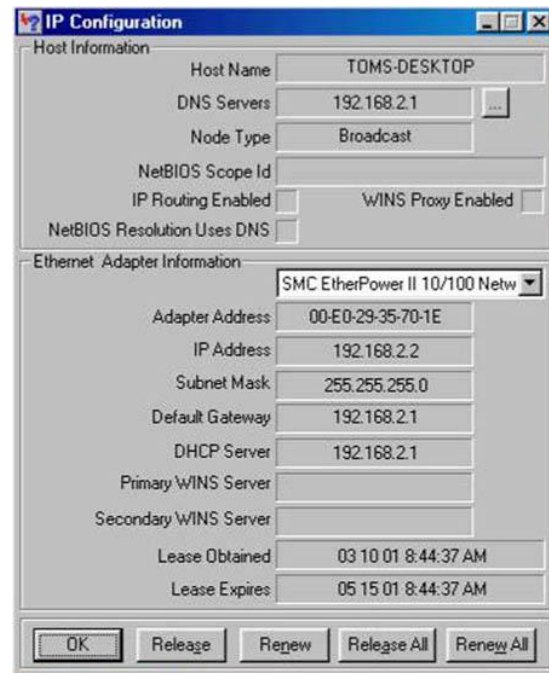 IP Configuration
Host Information
Host Name TOMS-DESKTOP
DNS Servers 192.168.2.1 ...
Node Type Broadcast
NetBIOS Scope Id
IP Routing Enabled WINS Proxy Enabled
NetBIOS Resolution Uses DNS
Ethernet Adapter Information
SMC EtherPower II 10/100 Netw
Adapter Address 00-E0-29-35-70-1E
IP Address 192.168.2.2
Subnet Mask 255.255.255.0
Default Gateway 192.168.2.1
DHCP Server 192.168.2.1
Primary WINS Server
Secondary WINS Server
Lease Obtained 03 10 01 8:44:37 AM
Lease Expires 05 15 01 8:44:37 AM
OK Release Renew Release All Renew All